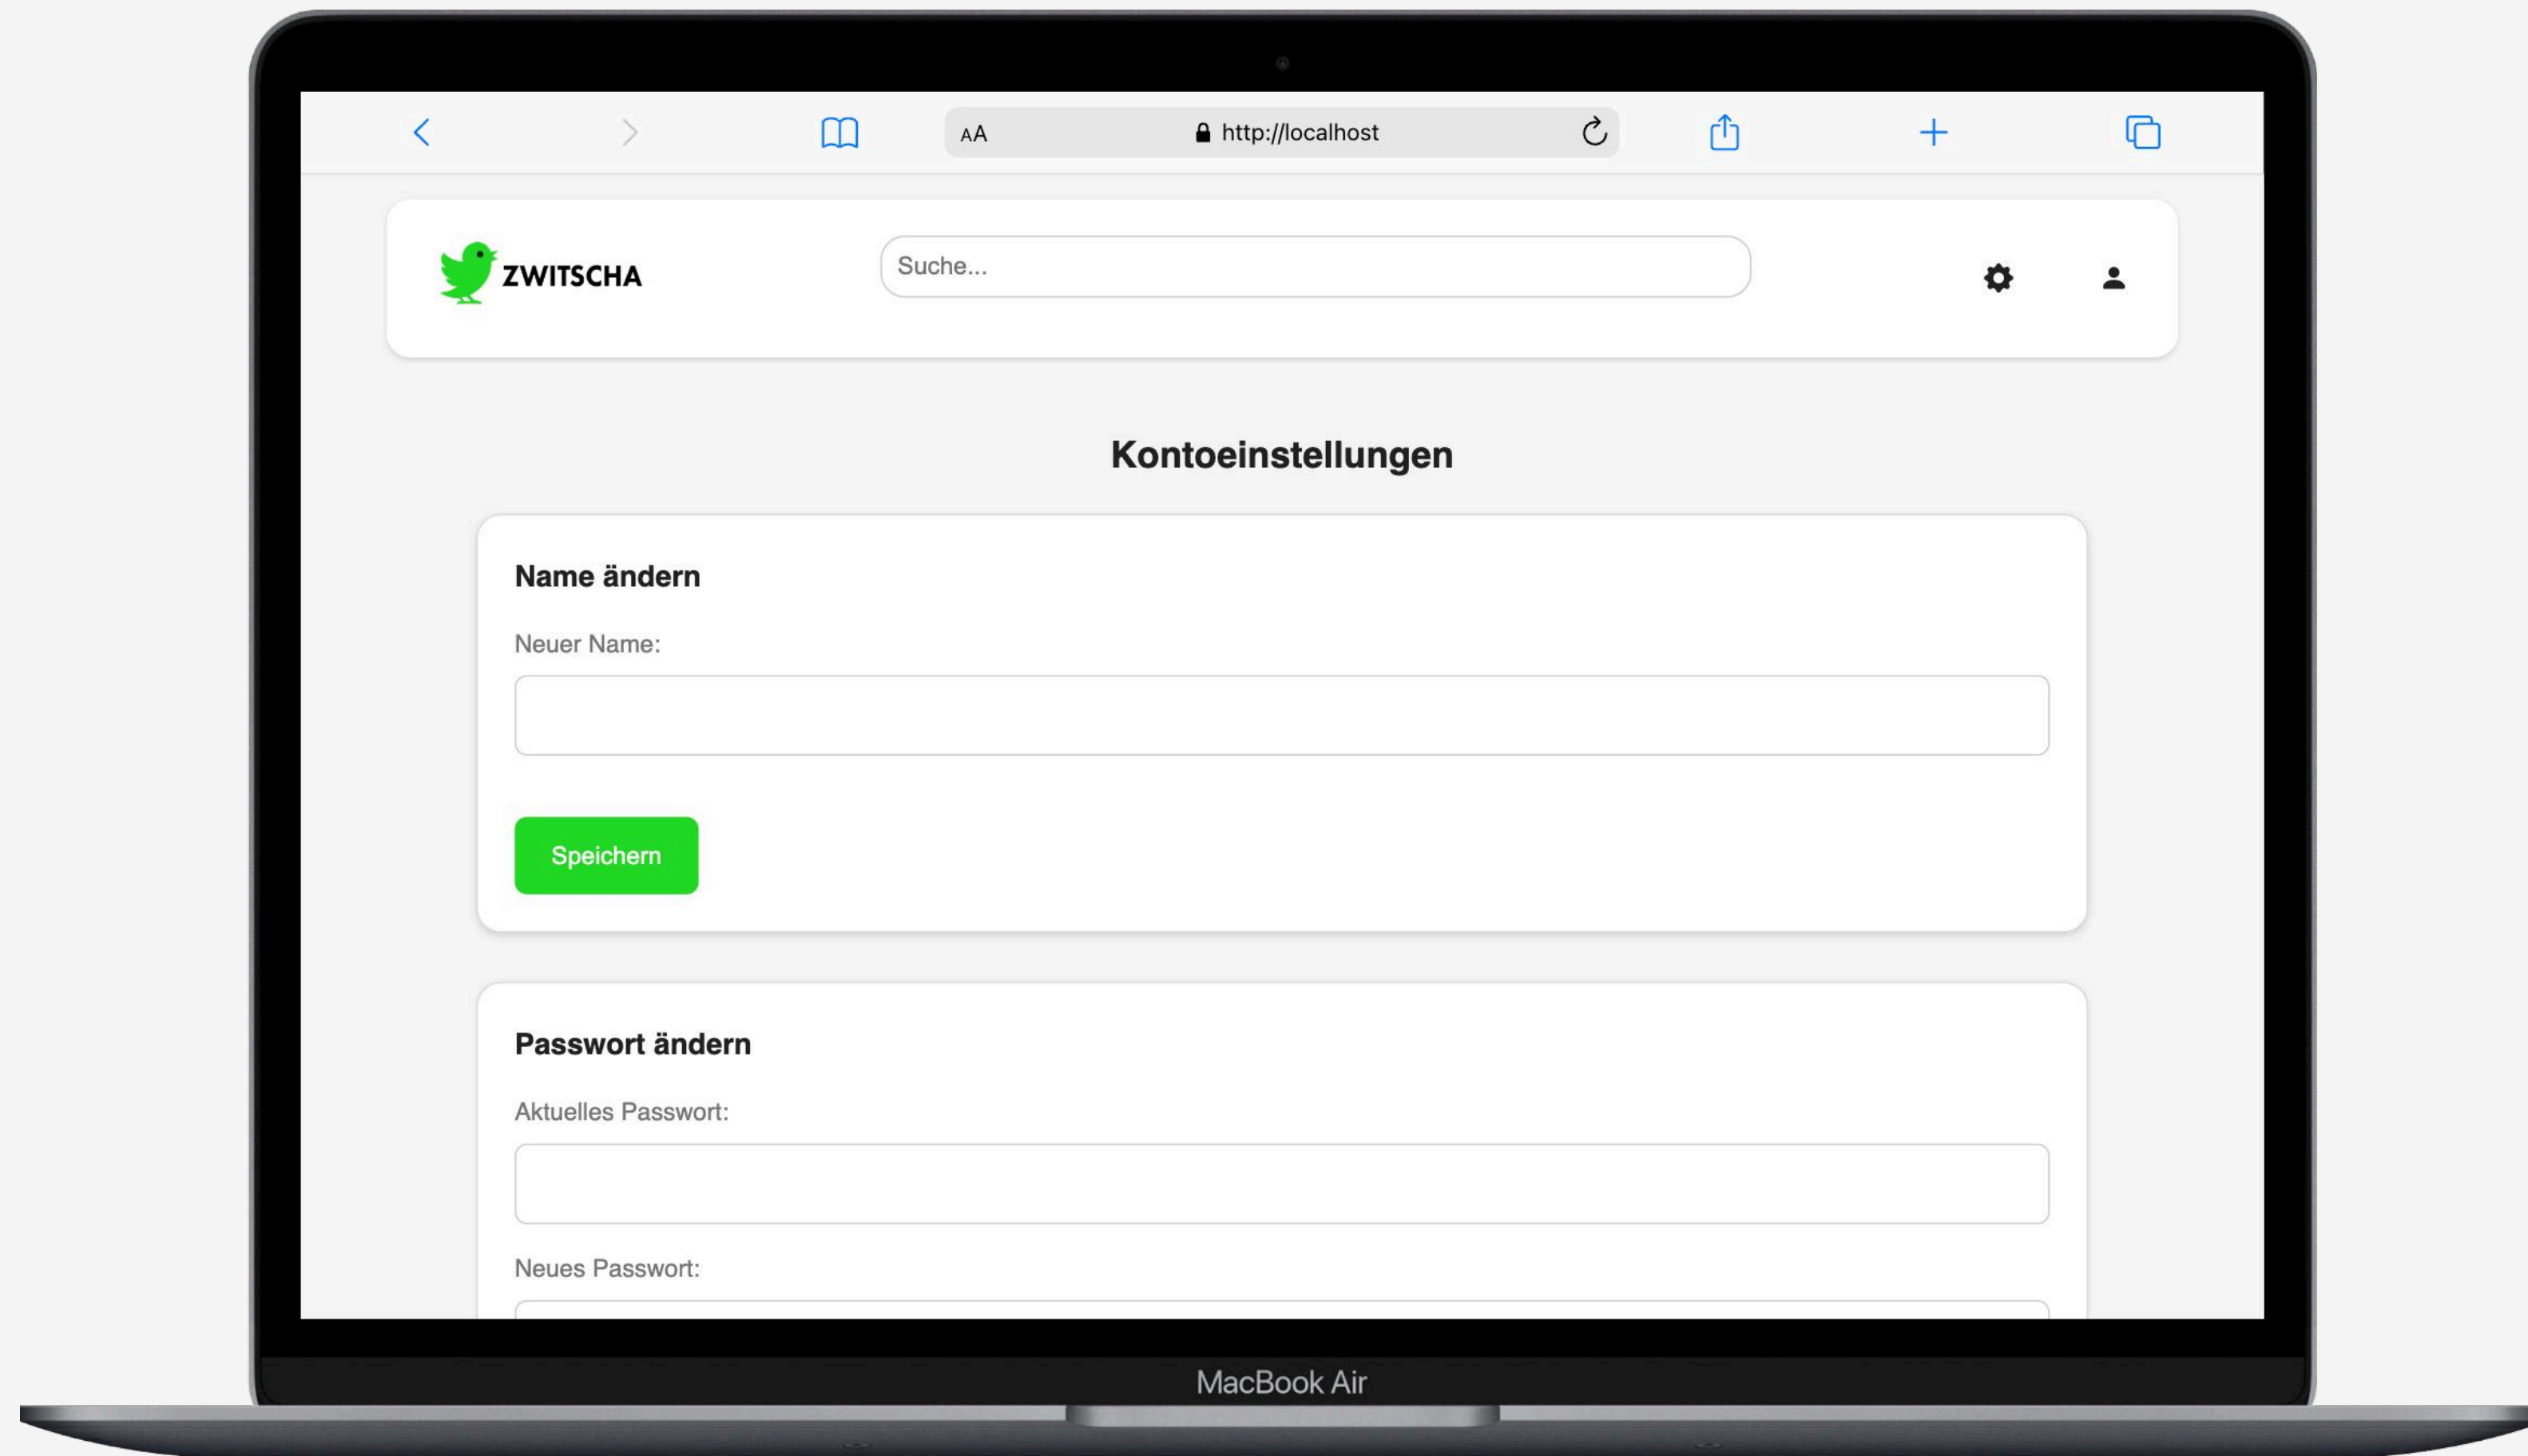 AA
http://localhost
ZWITSCHA
Suche...
Kontoeinstellungen
Name ändern
Neuer Name:
Speichern
Passwort ändern
Aktuelles Passwort:
Neues Passwort:
MacBook Air